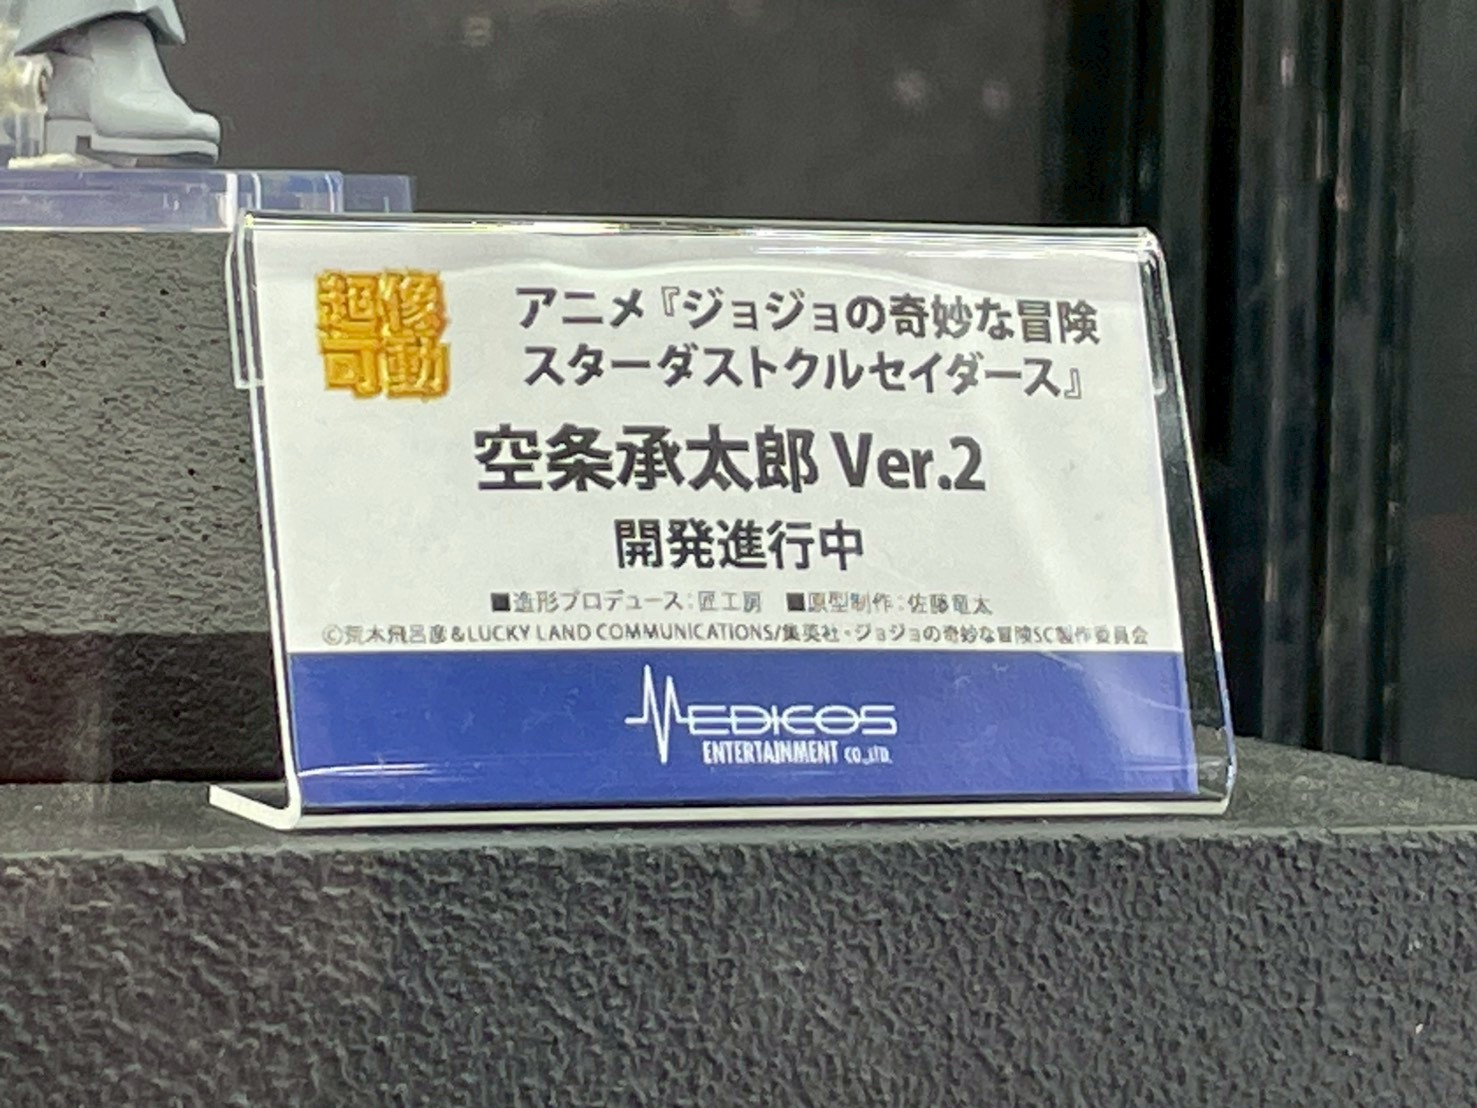 超像
可動
アニメ『ジョジョの奇妙な冒険
スターダストクルセイダース』
空条承太郎 Ver.2
開発進行中
■造形プロデュース:匠工房 ■原型制作:佐藤竜太
©荒木飛呂彦&LUCKY LAND COMMUNICATIONS/集英社・ジョジョの奇妙な冒険SC製作委員会
MEDICOS
ENTERTAINMENT CO.,LTD.